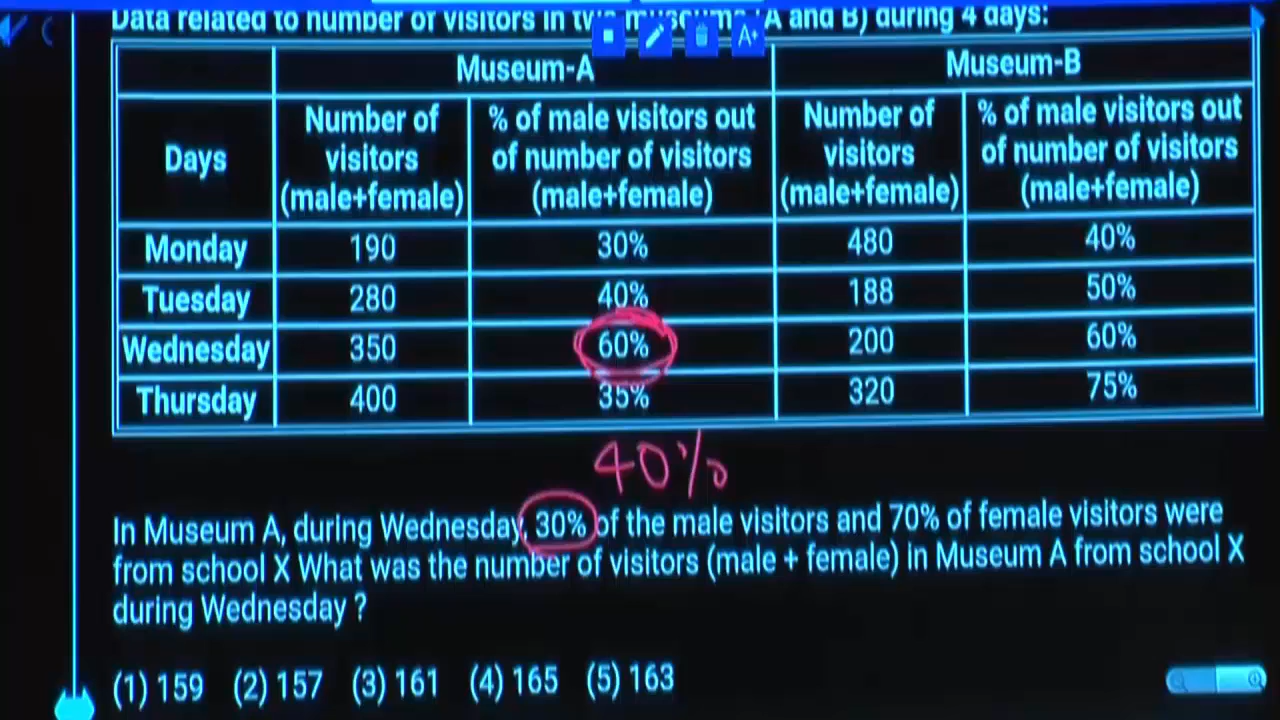 Data related to number of visitors in two museums (A and B) during 4 days:
A+
Museum-A Museum-B
Days Number of visitors (male+female) % of male visitors out of number of visitors (male+female) Number of visitors (male+female) % of male visitors out of number of visitors (male+female)
Monday 190 30% 480 40%
Tuesday 280 40% 188 50%
Wednesday 350 60% 200 60%
Thursday 400 35% 320 75%
40%
In Museum A, during Wednesday, 30% of the male visitors and 70% of female visitors were
from school X What was the number of visitors (male + female) in Museum A from school X
during Wednesday ?
(1) 159 (2) 157 (3) 161 (4) 165 (5) 163